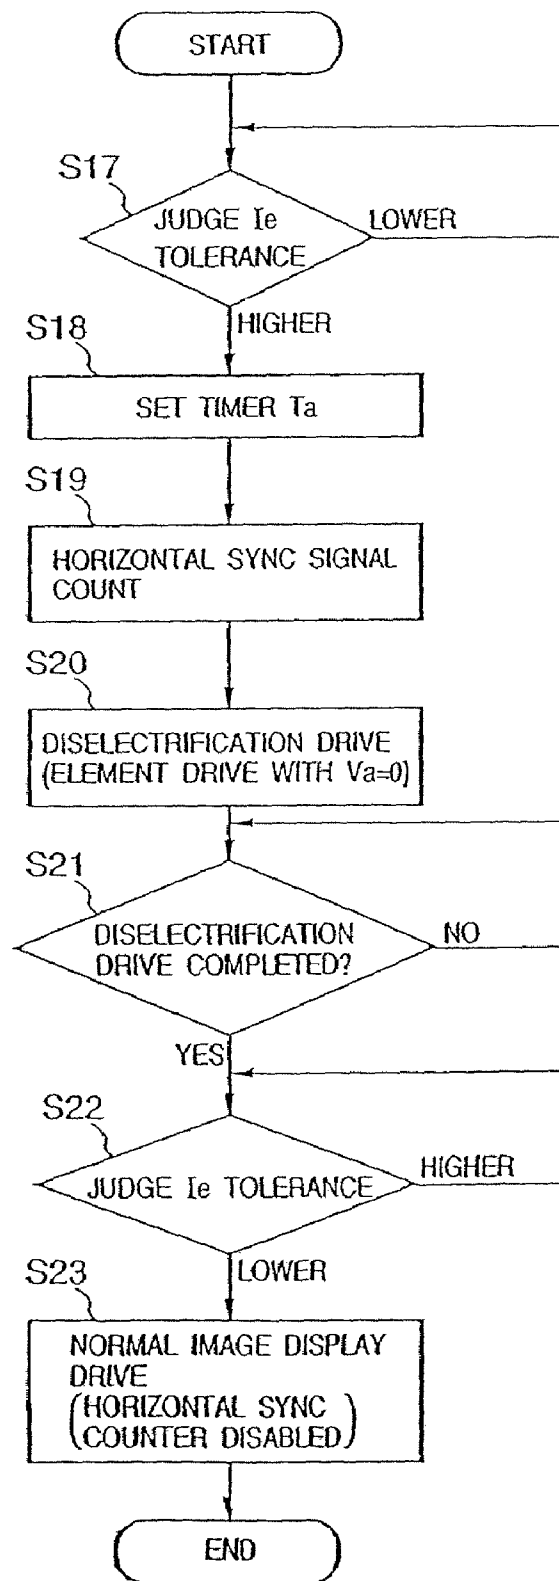 START
S17
JUDGE Ie
TOLERANCE
LOWER
HIGHER
S18
SET TIMER Ta
S19
HORIZONTAL SYNC SIGNAL
COUNT
S20
DISELECTRIFICATION DRIVE
(ELEMENT DRIVE WITH Va=0)
S21
DISELECTRIFICATION
DRIVE COMPLETED?
NO
YES
S22
JUDGE Ie TOLERANCE
HIGHER
LOWER
S23
NORMAL IMAGE DISPLAY
DRIVE
(HORIZONTAL SYNC
COUNTER DISABLED)
END